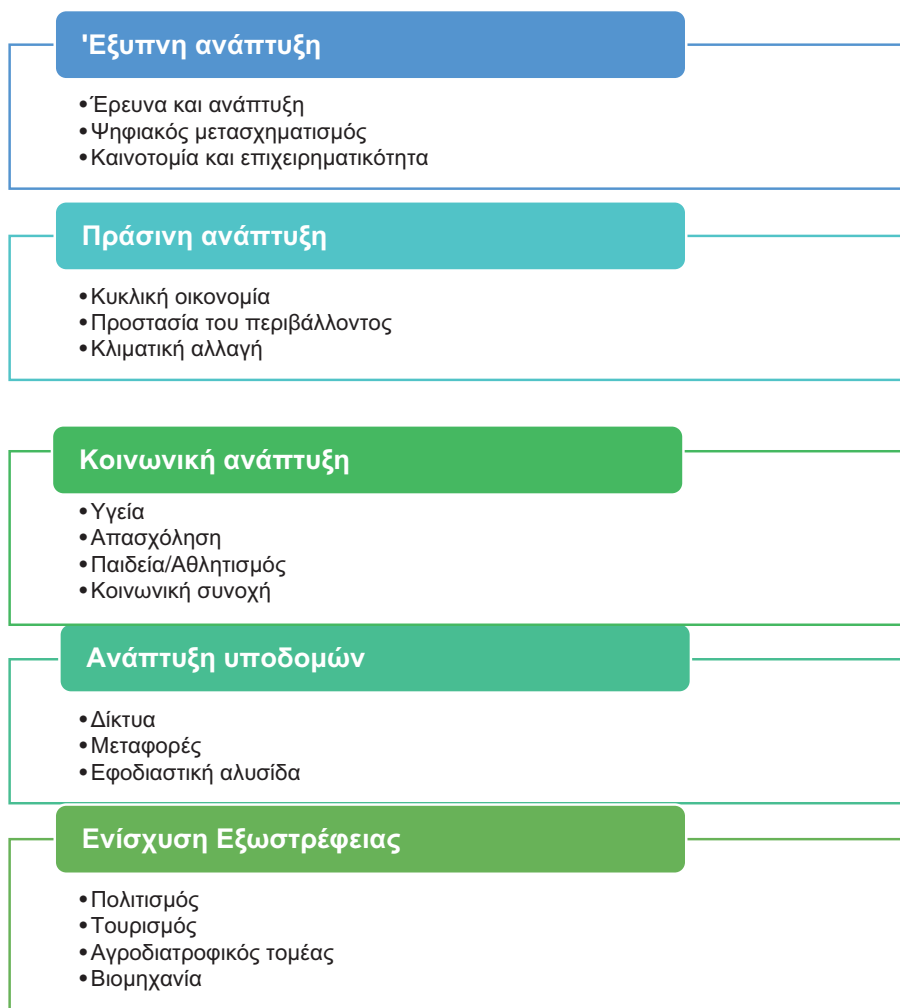 'Εξυπνη ανάπτυξη
•Έρευνα και ανάπτυξη
•Ψηφιακός μετασχηματισμός
•Καινοτομία και επιχειρηματικότητα
Πράσινη ανάπτυξη
•Κυκλική οικονομία
•Προστασία του περιβάλλοντος
•Κλιματική αλλαγή
Κοινωνική ανάπτυξη
•Υγεία
•Απασχόληση
•Παιδεία/Αθλητισμός
•Κοινωνική συνοχή
Ανάπτυξη υποδομών
•Δίκτυα
•Μεταφορές
•Εφοδιαστική αλυσίδα
Ενίσχυση Εξωστρέφειας
•Πολιτισμός
•Τουρισμός
•Αγροδιατροφικός τομέας
•Βιομηχανία